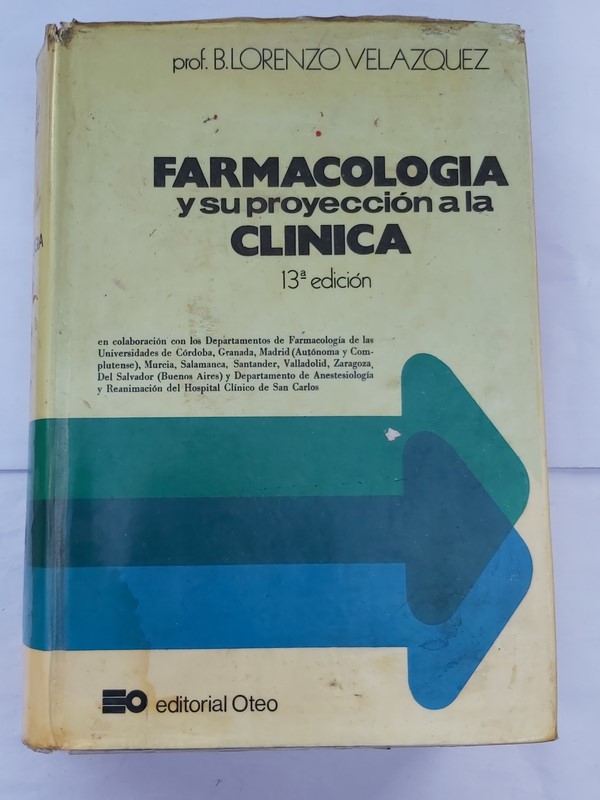 prof. B.LORENZO VELAZQUEZ
FARMACOLOGIA
y su proyección a la
CLINICA
13ª edición
en colaboración con los Departamentos de Farmacología de las
Universidades de Córdoba, Granada, Madrid (Autónoma y Com-
plutense), Murcia, Salamanca, Santander, Valladolid, Zaragoza
Del Salvador (Buenos Aires) y Departamento de Anestesiología
y Reanimación del Hospital Clínico de San Carlos
EO editorial Oteo